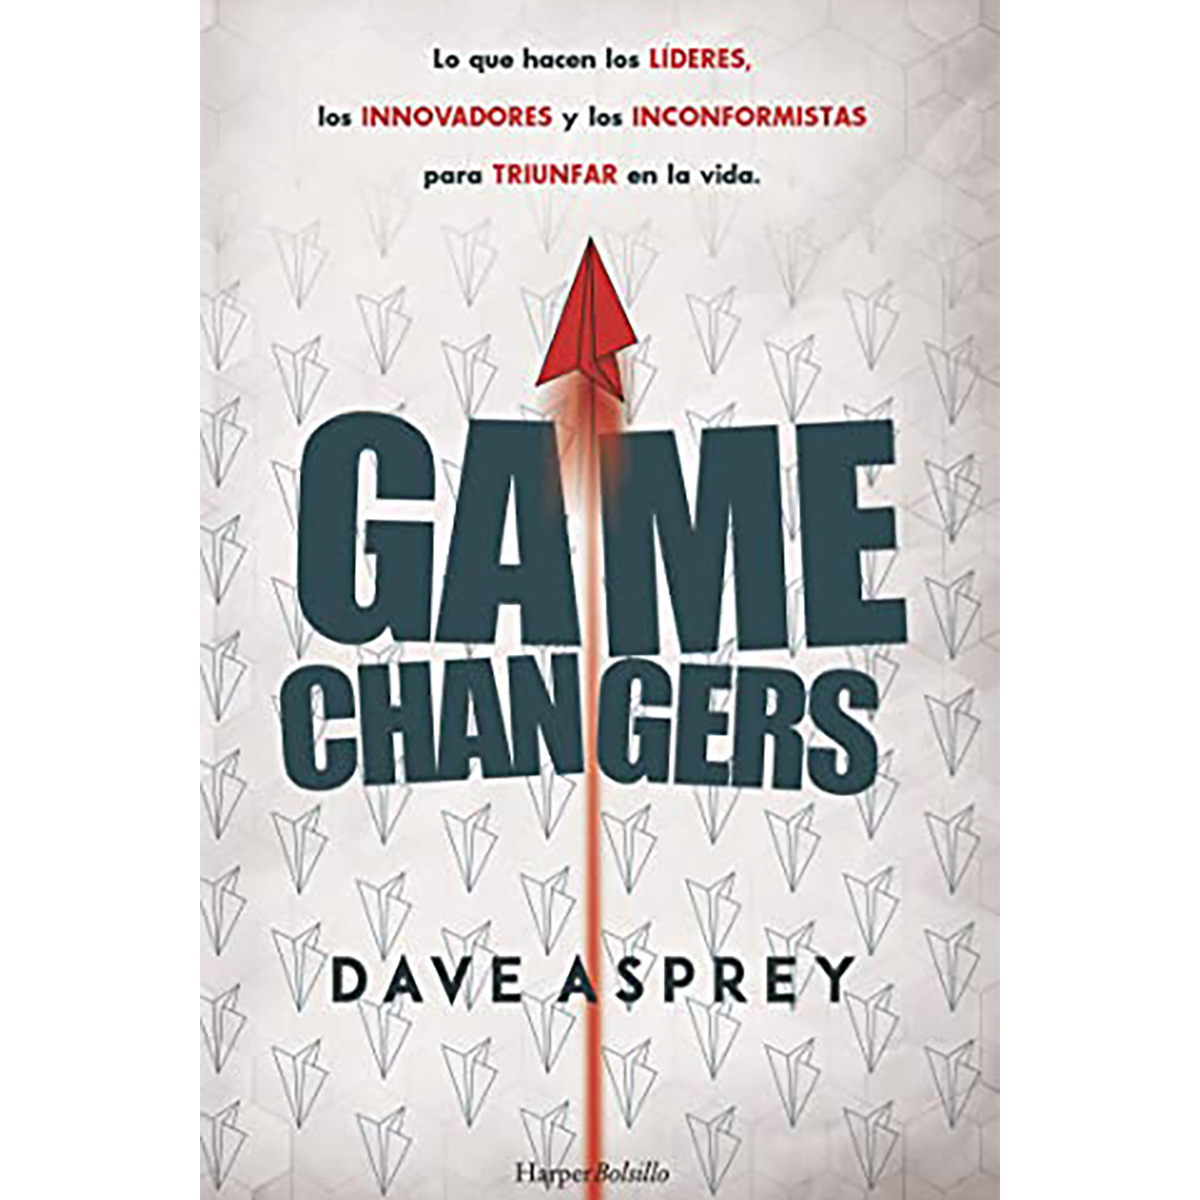 Lo que hacen los LÍDERES,
los INNOVADORES y los INCONFORMISTAS
para TRIUNFAR en la vida.
GAME
CHANGERS
DAVE ASPREY
HarperBolsillo